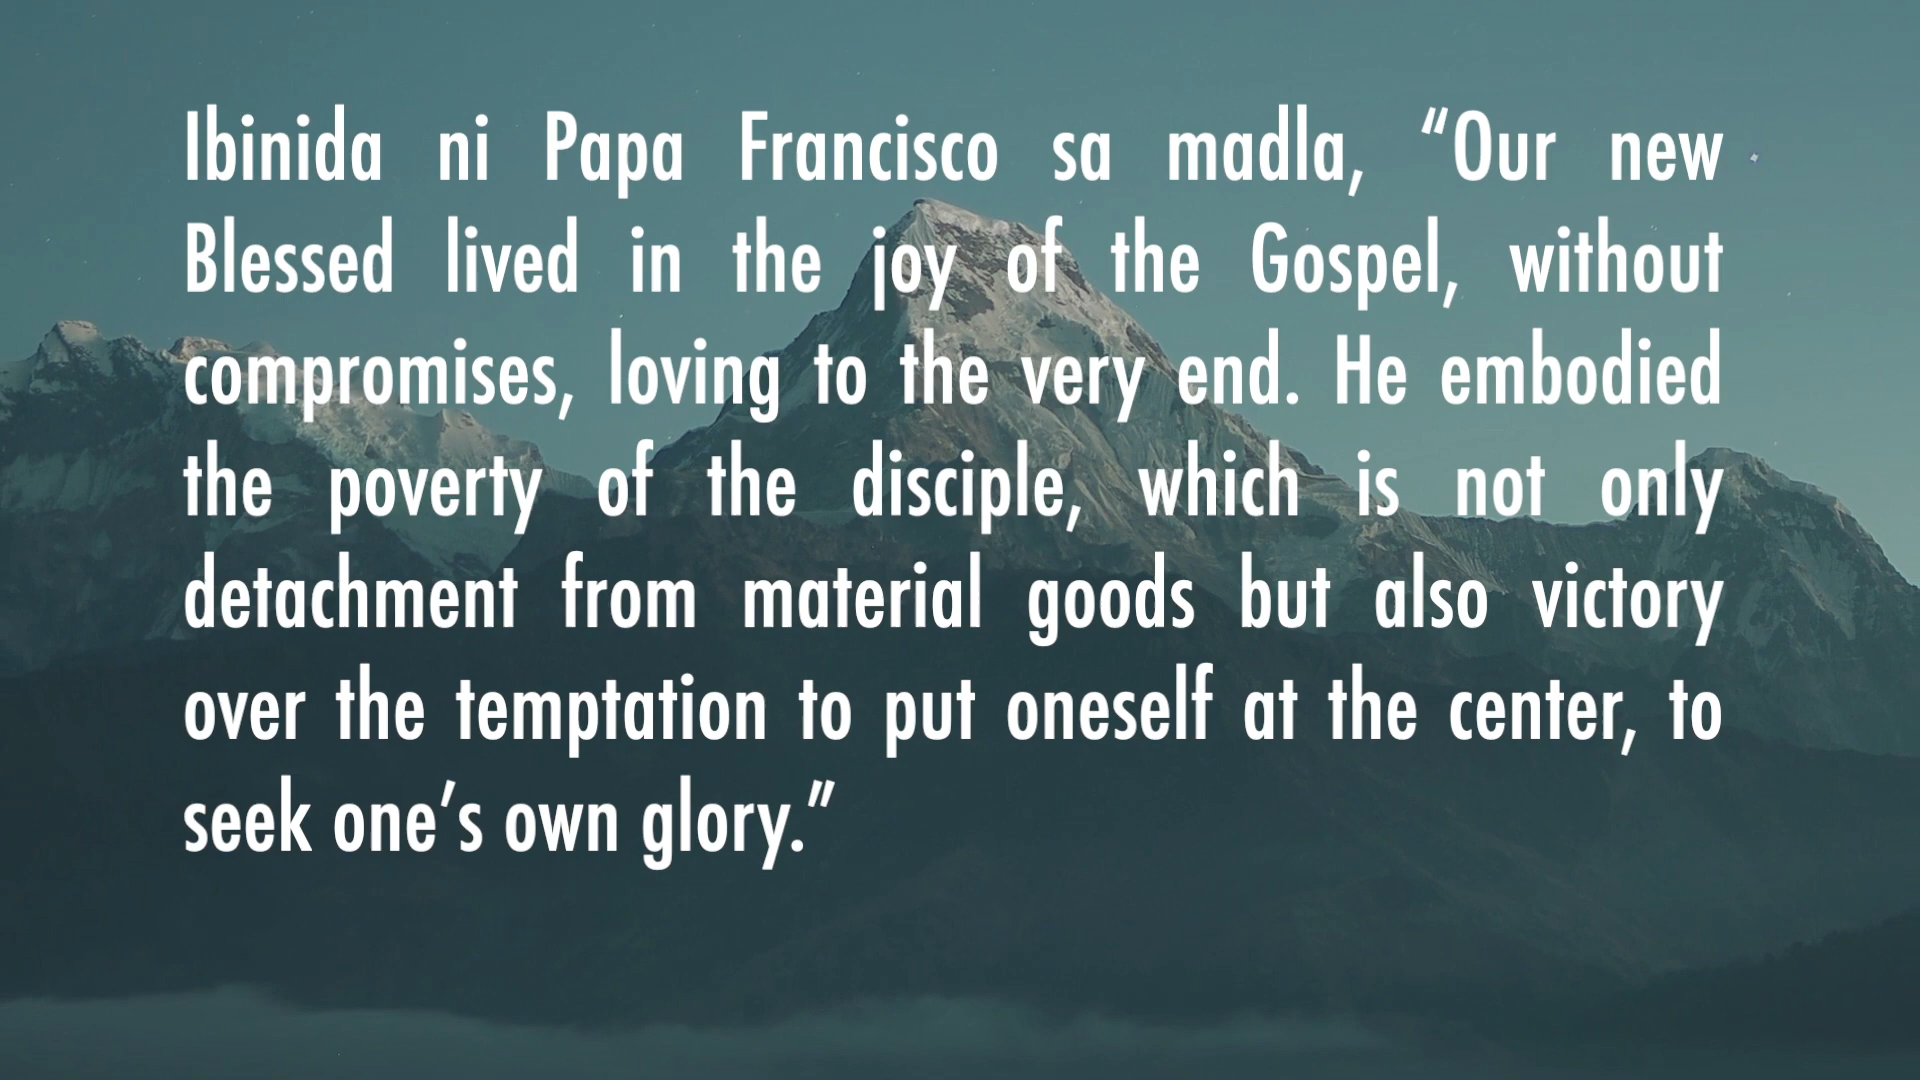 Ibinida ni Papa Francisco sa madla, “Our new
Blessed lived in the joy of the Gospel, without
compromises, loving to the very end. He embodied
the poverty of the disciple, which is not only
detachment from material goods but also victory
over the temptation to put oneself at the center, to
seek one’s own glory.”